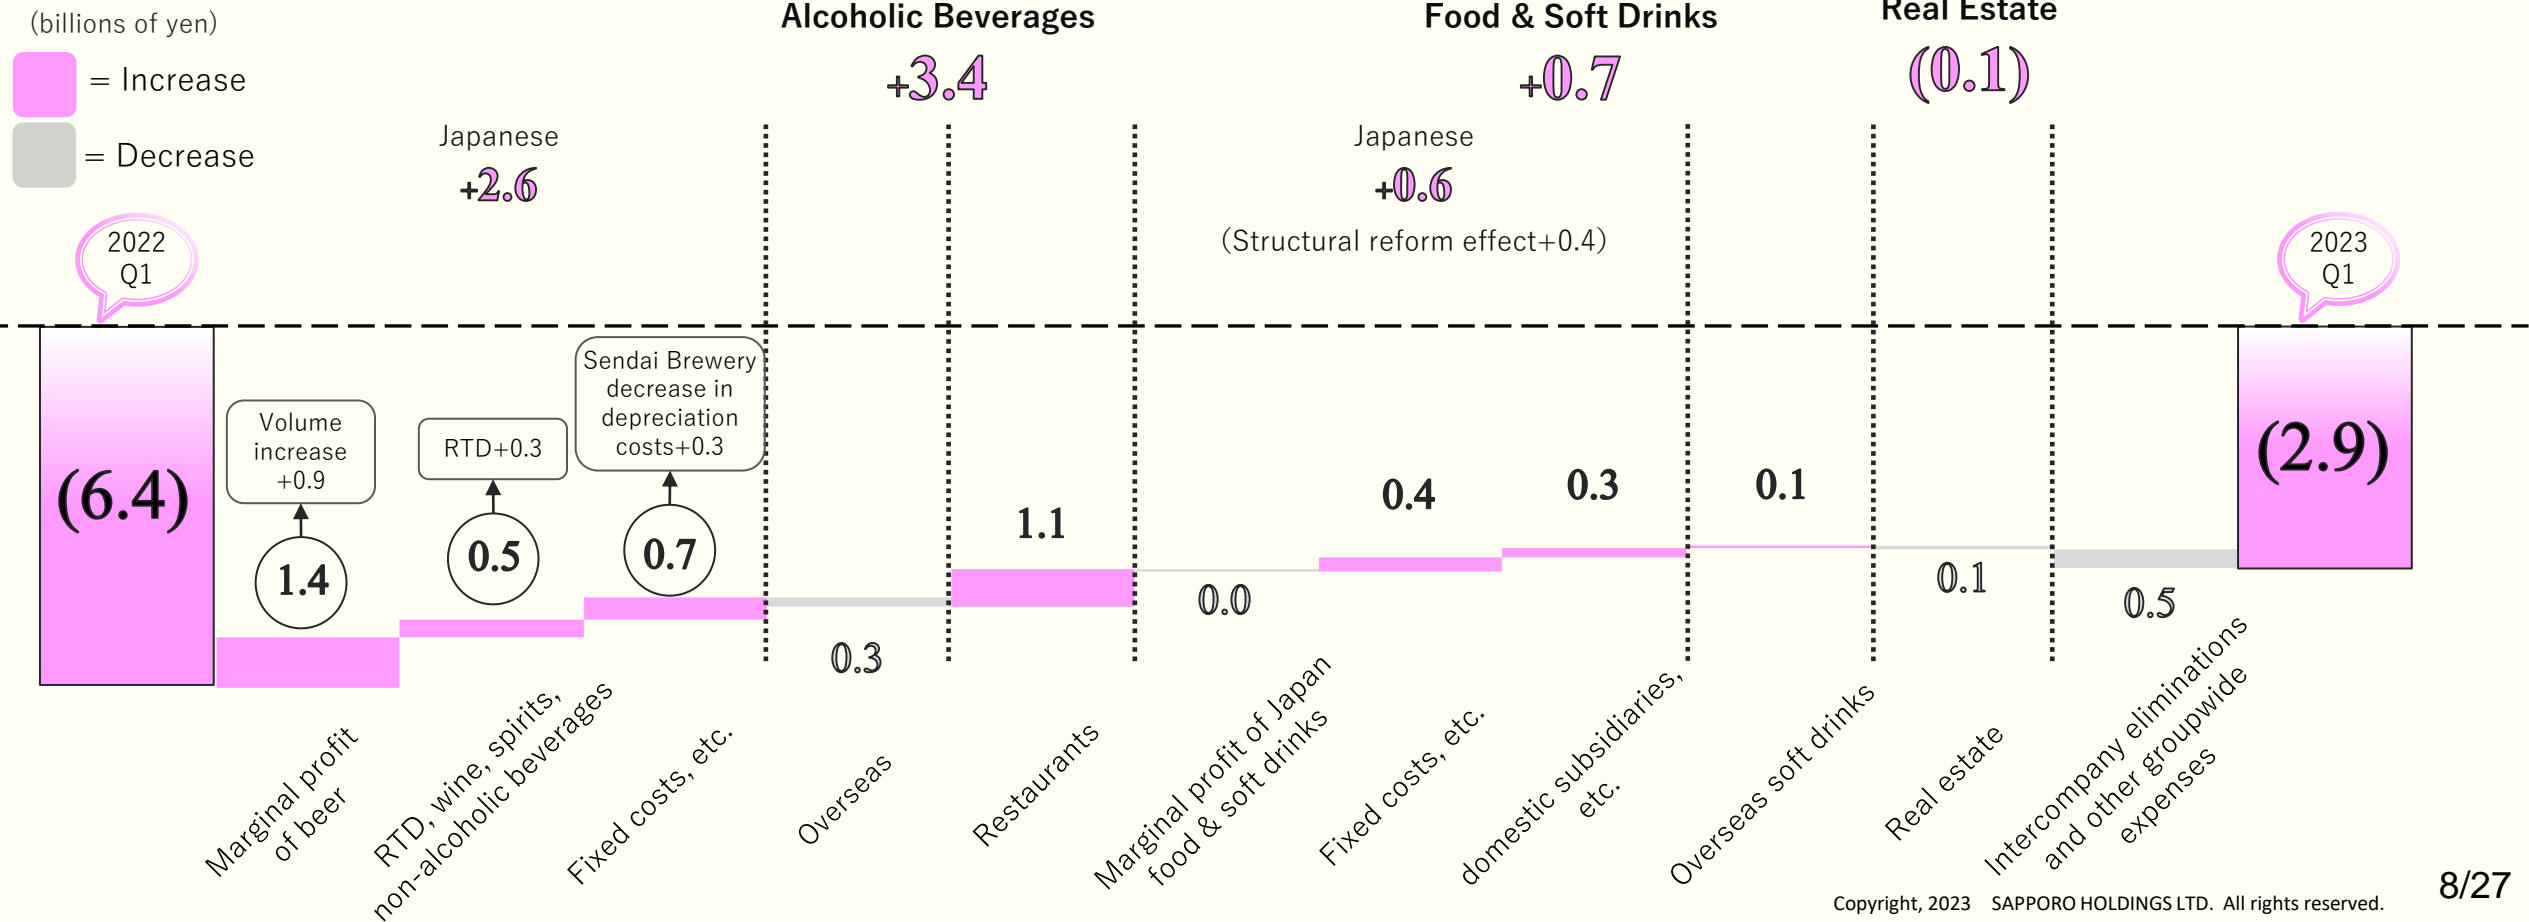 (billions of yen)
= Increase
= Decrease
Alcoholic Beverages
+3.4
Food & Soft Drinks
+0.7
Real Estate
(0.1)
Japanese
+2.6
Japanese
+0.6
(Structural reform effect+0.4)
2022
Q1
2023
Q1
(6.4)
Volume
increase
+0.9
1.4
RTD+0.3
0.5
Sendai Brewery
decrease in
depreciation
costs+0.3
0.7
0.3
1.1
0.0
0.4
0.3
0.1
0.1
0.5
(2.9)
Marginal profit
of beer
RTD, wine, spirits,
non-alcoholic beverages
Fixed costs, etc.
Overseas
Restaurants
Marginal profit of Japan
food & soft drinks
Fixed costs, etc.
domestic subsidiaries,
etc.
Overseas soft drinks
Real estate
Intercompany eliminations
and other groupwide
expenses
Copyright, 2023 SAPPORO HOLDINGS LTD. All rights reserved.
8/27